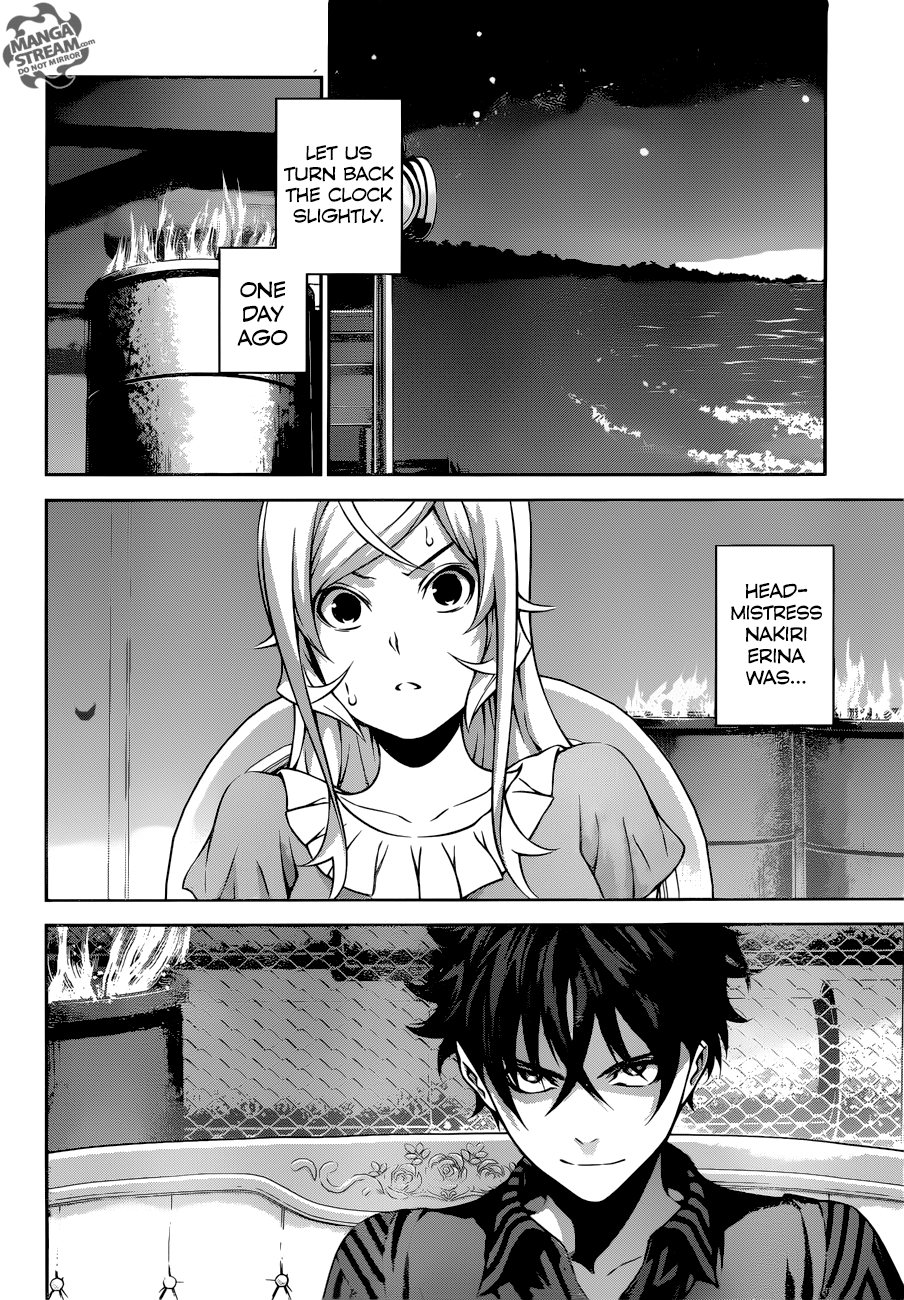 MANGA
STREAM.com
DO NOT MIRROR
LET US
TURN BACK
THE CLOCK
SLIGHTLY.
ONE
DAY
AGO
HEAD-
MISTRESS
NAKIRI
ERINA
WAS...